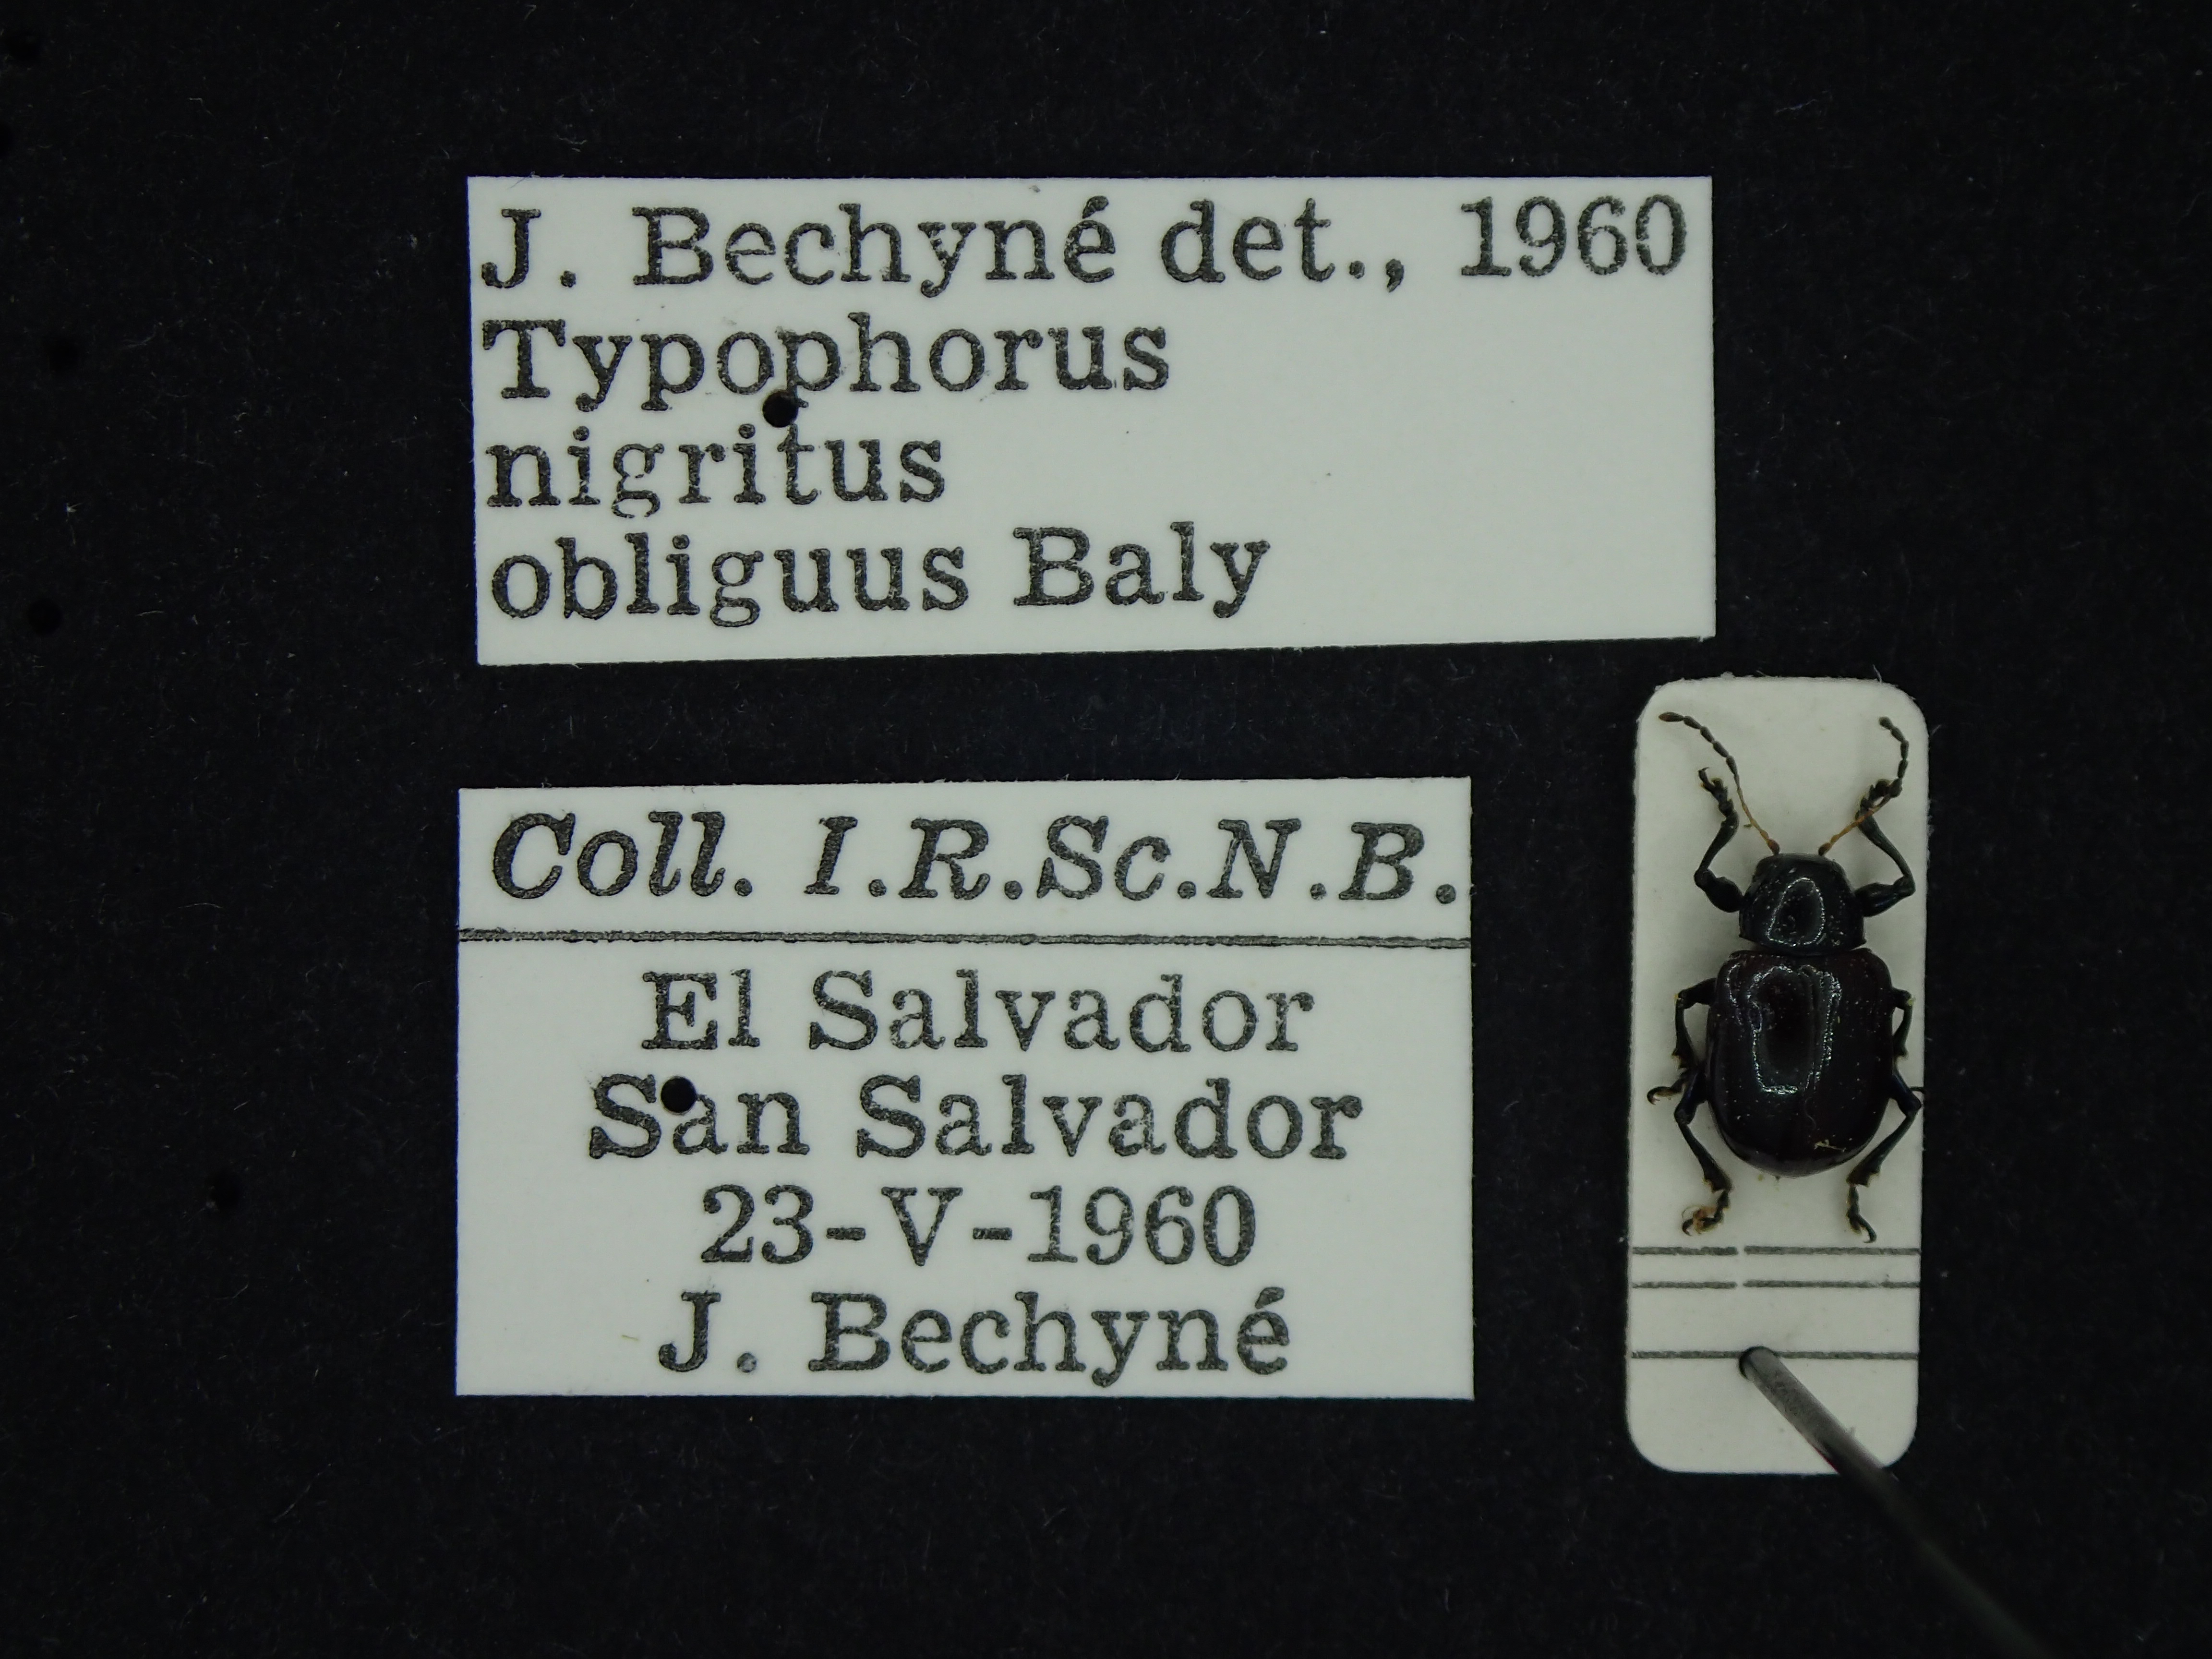 J. Bechyné det., 1960
Typophorus
nigritus
obliguus Baly
Coll. I.R.Sc.N.B.
El Salvador
San Salvador
23-V-1960
J. Bechyné